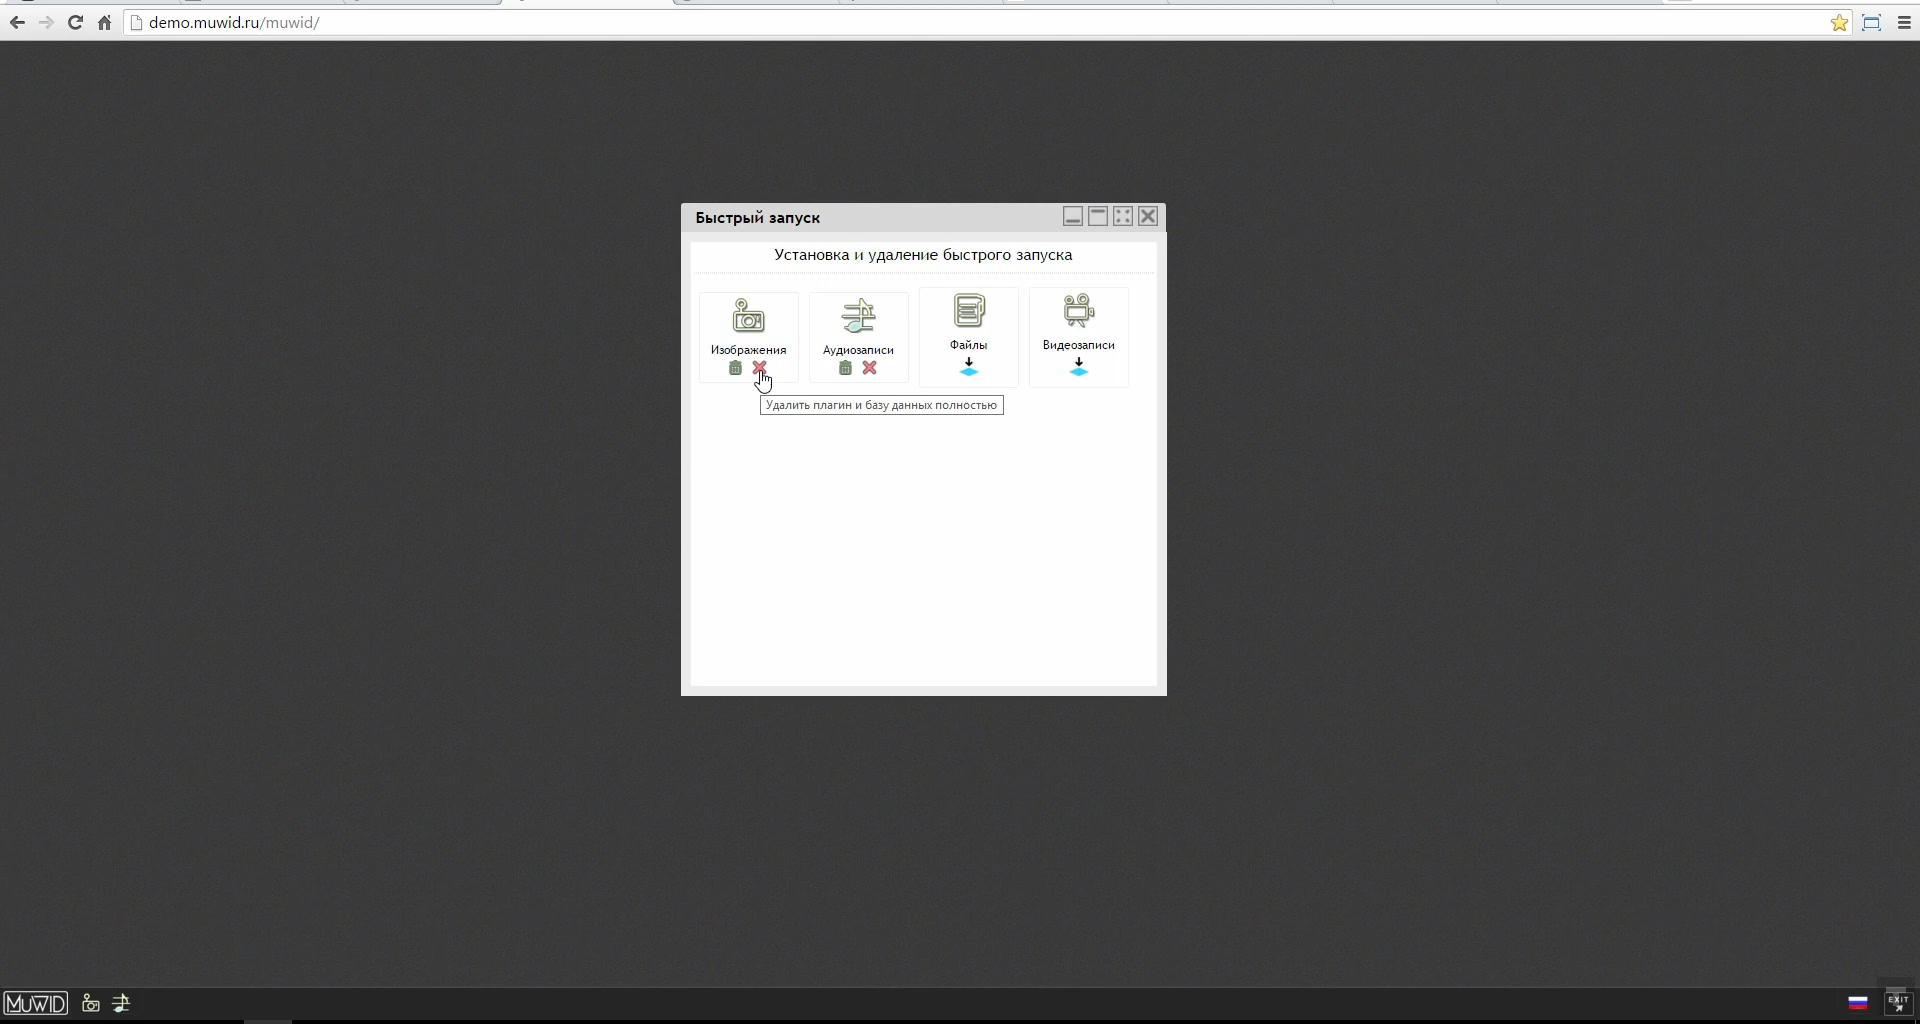 demo.muwid.ru/muwid/
Быстрый запуск
Установка и удаление быстрого запуска
Изображения Аудиозаписи Файлы Видеозаписи
Удалить плагин и базу данных полностью
MUWID
EXIT